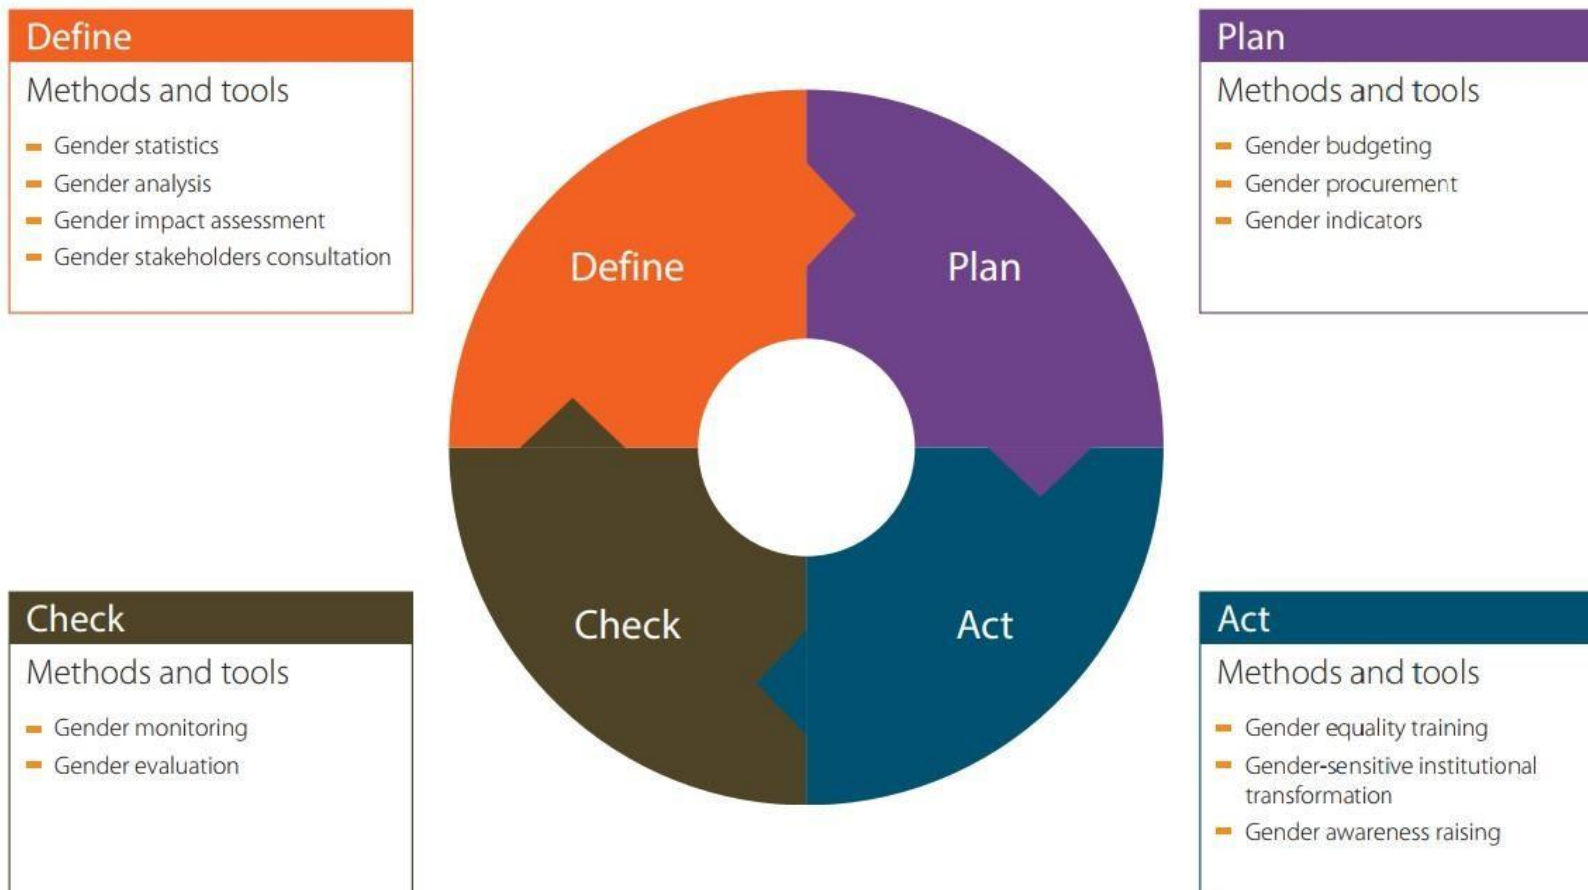 Define
Methods and tools
Gender statistics
Gender analysis
Gender impact assessment
Gender stakeholders consultation
Plan
Methods and tools
Gender budgeting
Gender procurement
Gender indicators
Define
Plan
Check
Act
Check
Methods and tools
Gender monitoring
Gender evaluation
Act
Methods and tools
Gender equality training
Gender-sensitive institutional
transformation
Gender awareness raising